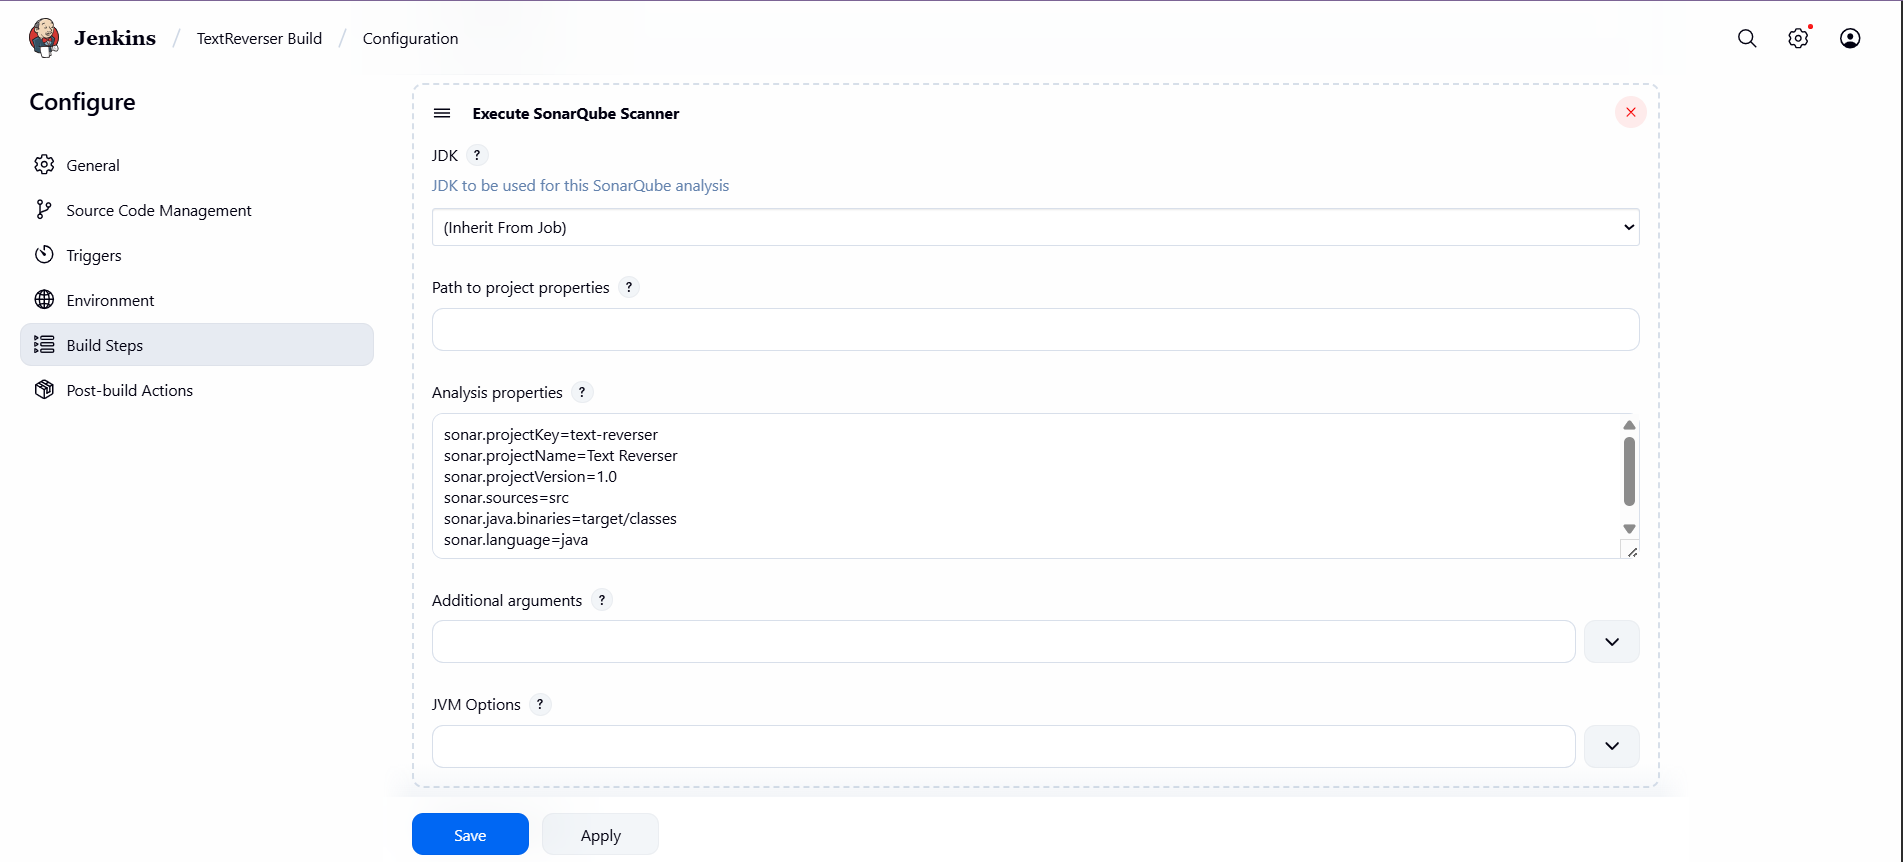 Jenkins / TextReverser Build / Configuration
Configure
General
Source Code Management
Triggers
Environment
Build Steps
Post-build Actions
Execute SonarQube Scanner
JDK ?
JDK to be used for this SonarQube analysis
(Inherit From Job)
Path to project properties ?
Analysis properties ?
sonar.projectKey=text-reverser
sonar.projectName=Text Reverser
sonar.projectVersion=1.0
sonar.sources=src
sonar.java.binaries=target/classes
sonar.language=java
Additional arguments ?
JVM Options ?
Save Apply